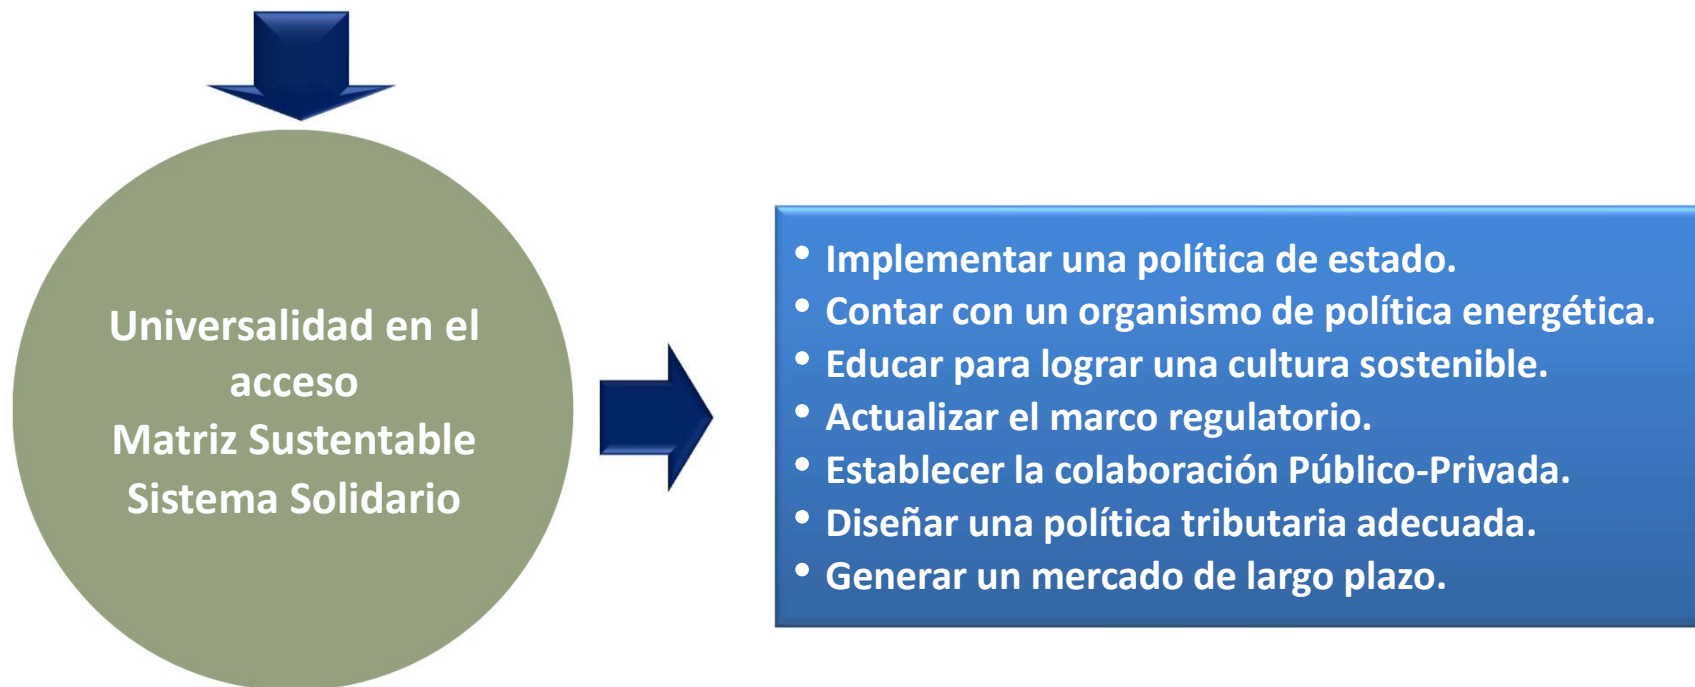 Universalidad en el
acceso
Matriz Sustentable
Sistema Solidario
• Implementar una política de estado.
• Contar con un organismo de política energética.
• Educar para lograr una cultura sostenible.
• Actualizar el marco regulatorio.
• Establecer la colaboración Público-Privada.
• Diseñar una política tributaria adecuada.
• Generar un mercado de largo plazo.